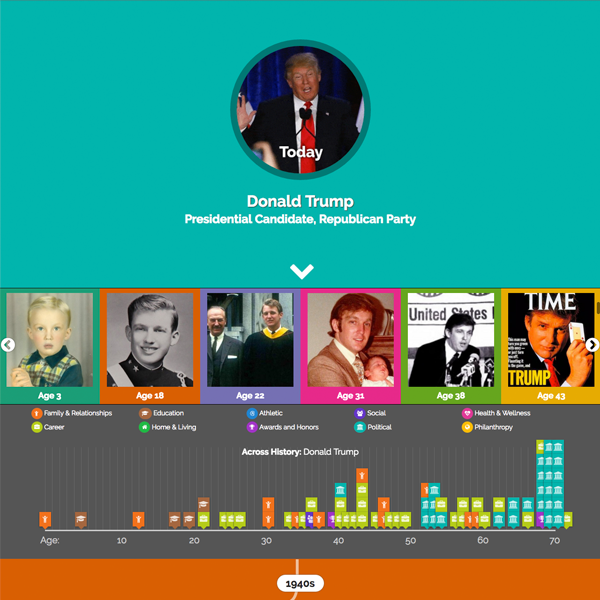 Today
Donald Trump
Presidential Candidate, Republican Party
United States
TIME
TRUMP
Age 3
Age 18
Age 22
Age 31
Age 38
Age 43
Family & Relationships
Education
Athletic
Social
Health & Wellness
Career
Home & Living
Awards and Honors
Political
Philanthropy
Across History: Donald Trump
Age: 10 20 30 40 50 60 70
1940s